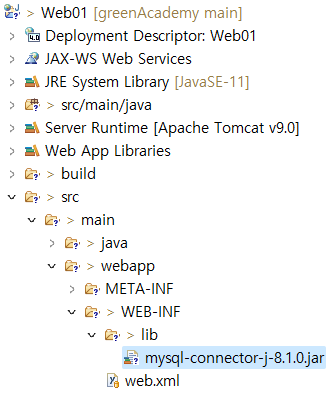 > Web01 [greenAcademy main]
Deployment Descriptor: Web01
JAX-WS Web Services
JRE System Library [JavaSE-11]
> src/main/java
Server Runtime [Apache Tomcat v9.0]
Web App Libraries
> build
> src
> main
> java
> webapp
META-INF
> WEB-INF
> lib
mysql-connector-j-8.1.0.jar
web.xml